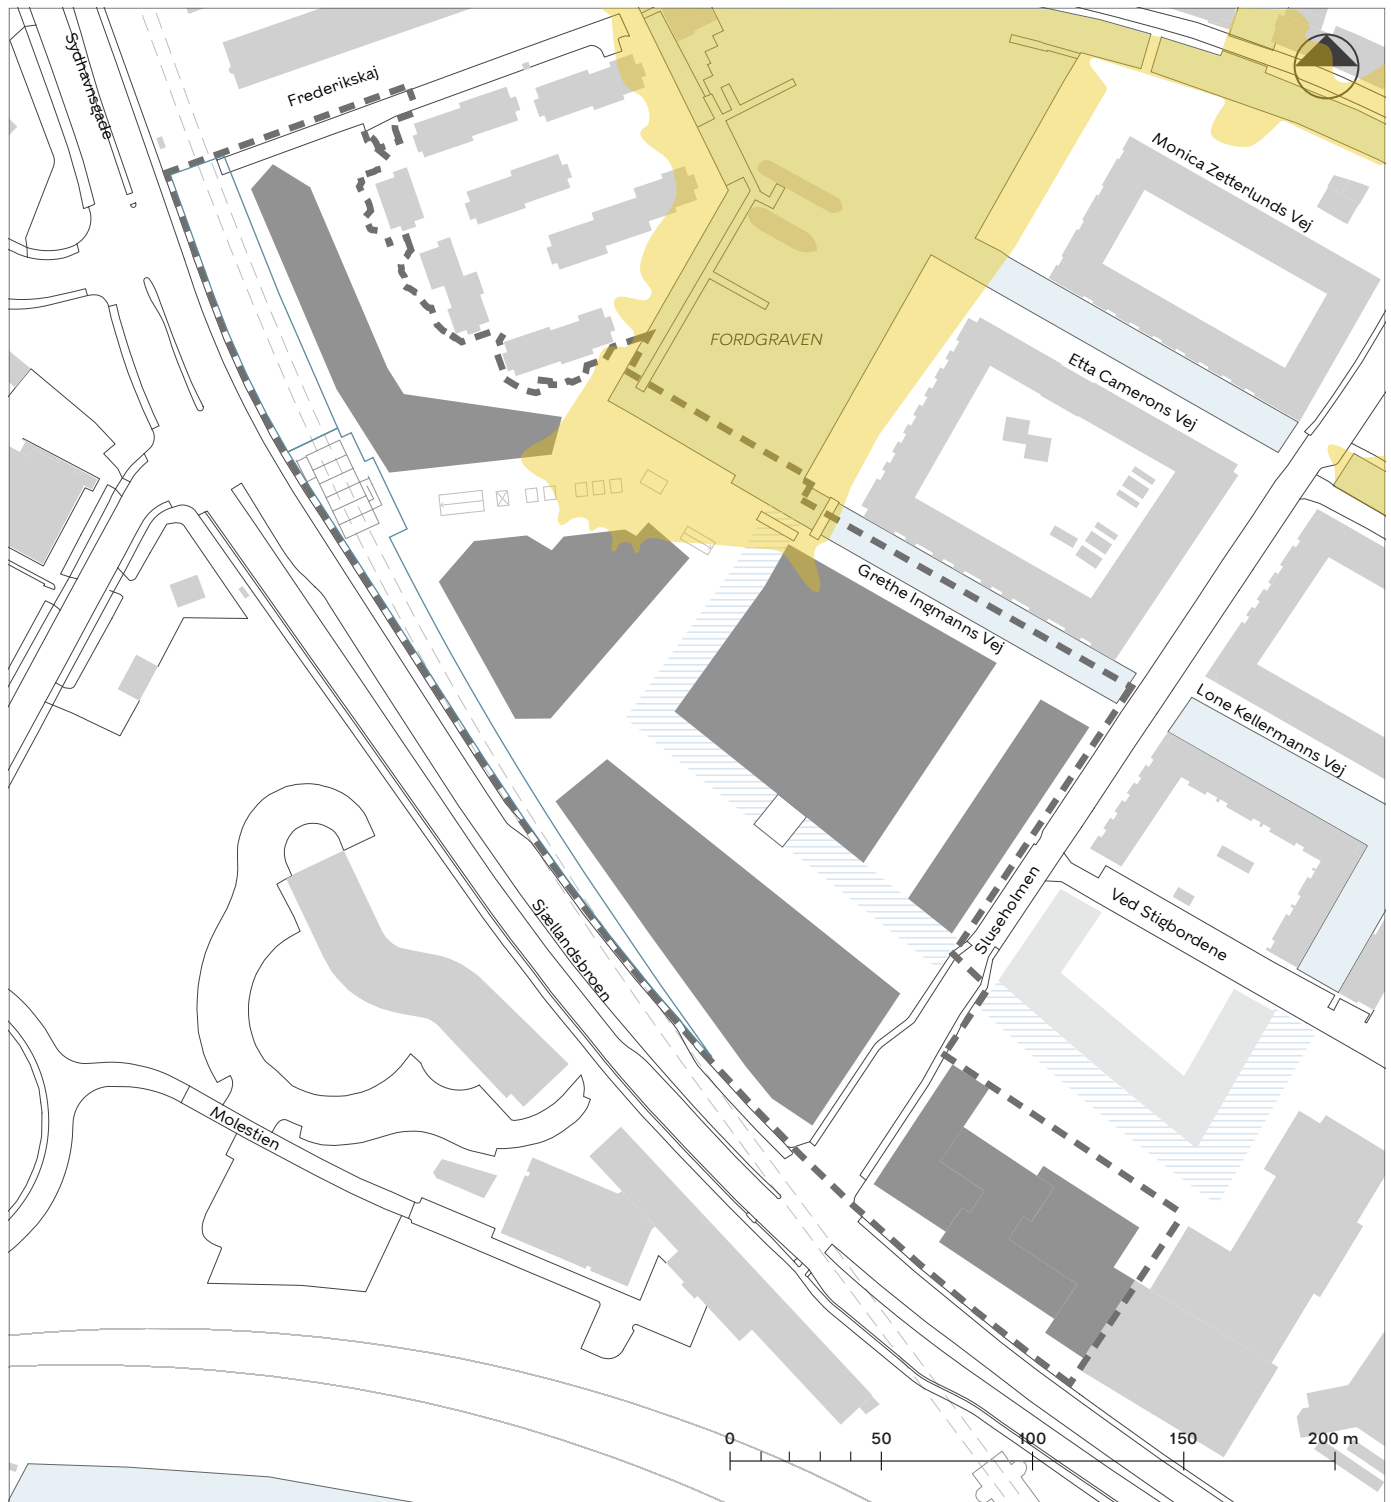 Sydhavnsgade
Frederikskaj
Monica Zetterlunds Vej
FORDGRAVEN
Etta Camerons Vej
Grethe Ingmanns Vej
Lone Kellermanns Vej
Sluseholmen
Ved Stigbordene
Sjællandsbroen
Molestien
0 50 100 150 200 m